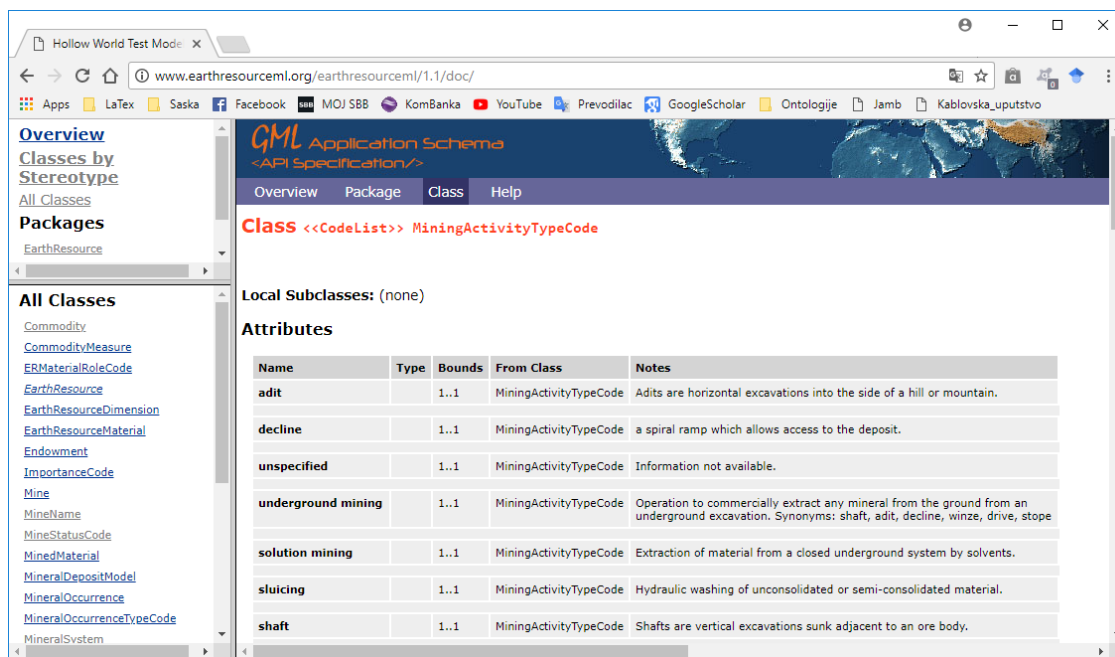 Hollow World Test Mode
www.earthresourceml.org/earthresourceml/1.1/doc/
Apps LaTex Saska Facebook MOJ SBB KomBanka YouTube Prevodilac GoogleScholar Ontologije Jamb Kablovska_uputstvo
Overview
Classes by
Stereotype
All Classes
Packages
EarthResource
All Classes
Commodity
CommodityMeasure
ERMaterialRoleCode
EarthResource
EarthResourceDimension
EarthResourceMaterial
Endowment
ImportanceCode
Mine
MineName
MineStatusCode
MinedMaterial
MineralDepositModel
MineralOccurrence
MineralOccurrenceTypeCode
MineralSystem
GML Application Schema
<API Specification/>
Overview Package Class Help
Class <<CodeList>> MiningActivityTypeCode
Local Subclasses: (none)
Attributes
Name Type Bounds From Class Notes
adit 1..1 MiningActivityTypeCode Adits are horizontal excavations into the side of a hill or mountain.
decline 1..1 MiningActivityTypeCode a spiral ramp which allows access to the deposit.
unspecified 1..1 MiningActivityTypeCode Information not available.
underground mining 1..1 MiningActivityTypeCode Operation to commercially extract any mineral from the ground from an
underground excavation. Synonyms: shaft, adit, decline, winze, drive, stope
solution mining 1..1 MiningActivityTypeCode Extraction of material from a closed underground system by solvents.
sluicing 1..1 MiningActivityTypeCode Hydraulic washing of unconsolidated or semi-consolidated material.
shaft 1..1 MiningActivityTypeCode Shafts are vertical excavations sunk adjacent to an ore body.